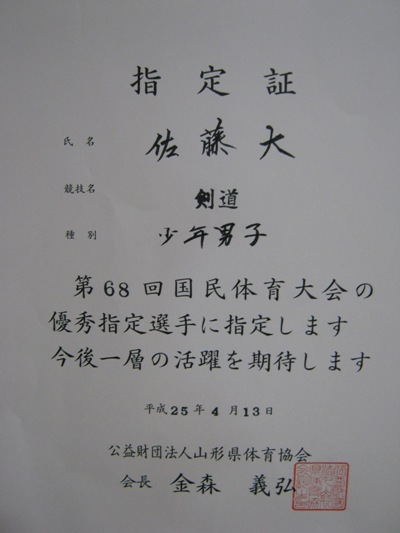 指定証
氏名 佐藤大
競技名 剣道
種別 少年男子
第68回国民体育大会の
優秀指定選手に指定します
今後一層の活躍を期待します
平成25年4月13日
公益財団法人山形県体育協会
会長 金森義弘